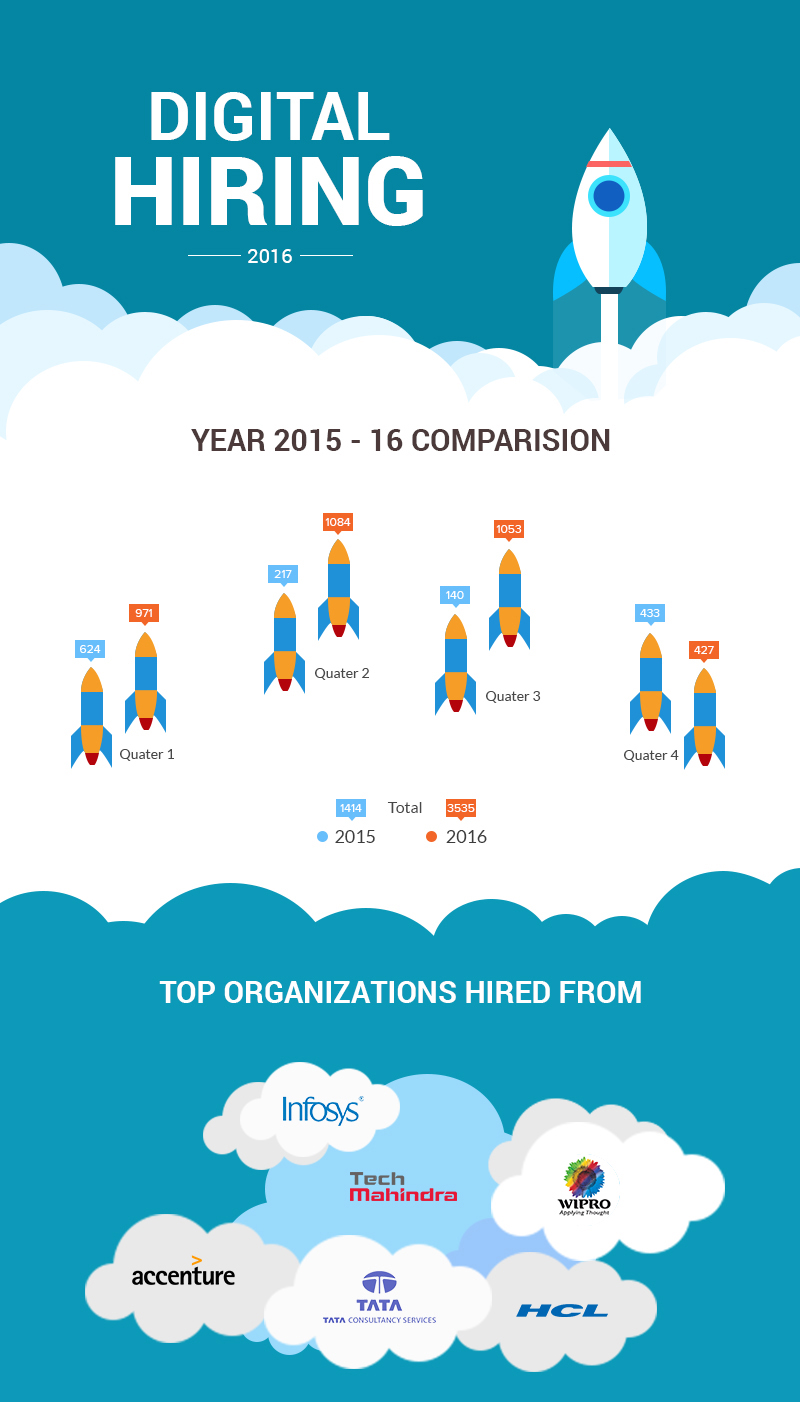 DIGITAL
HIRING
2016
YEAR 2015 - 16 COMPARISION
624
971
Quater 1
217
1084
Quater 2
140
1053
Quater 3
433
427
Quater 4
1414 Total 3535
2015 2016
TOP ORGANIZATIONS HIRED FROM
Infosys®
Tech
Mahindra
WIPRO
Applying Thought
accenture
TATA
TATA CONSULTANCY SERVICES
HCL